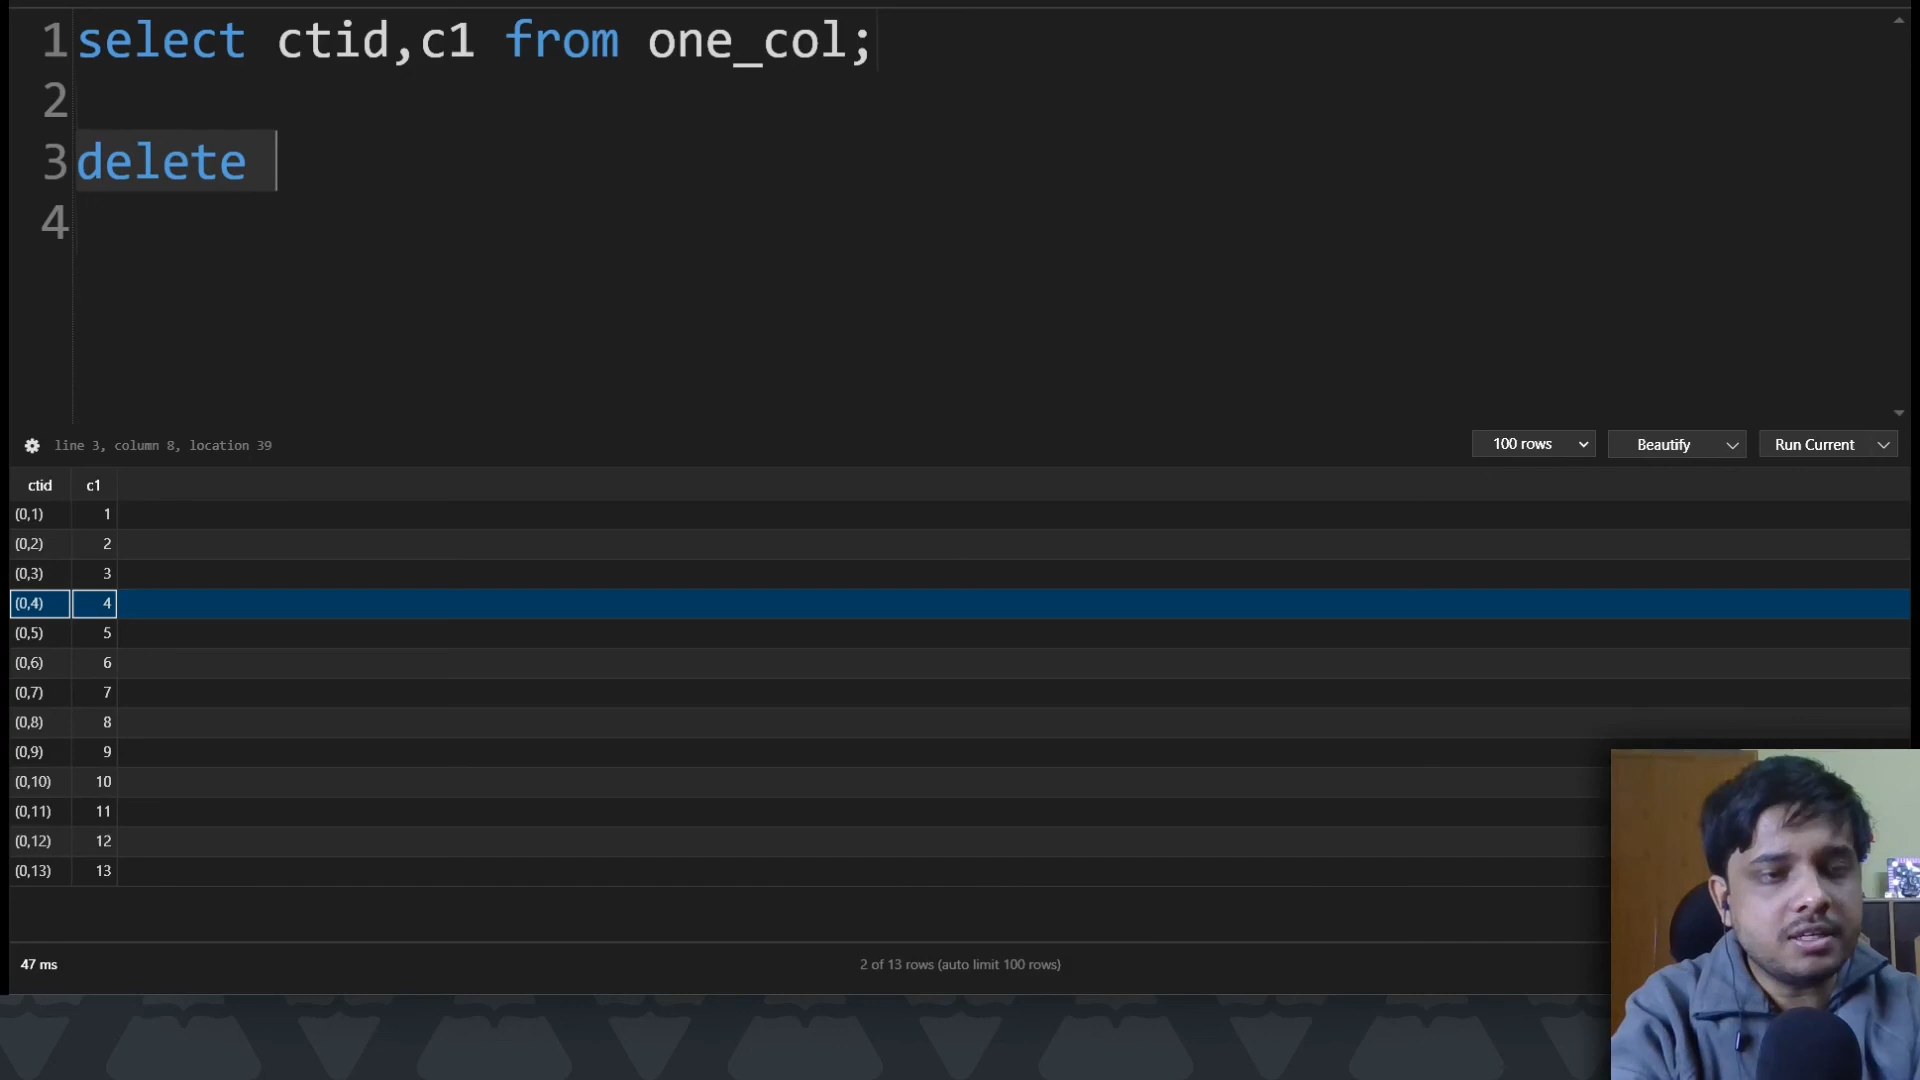 1 select ctid,c1 from one_col;
2
3 delete
4
line 3, column 8, location 39
100 rows
Beautify
Run Current
ctid c1
(0,1) 1
(0,2) 2
(0,3) 3
(0,4) 4
(0,5) 5
(0,6) 6
(0,7) 7
(0,8) 8
(0,9) 9
(0,10) 10
(0,11) 11
(0,12) 12
(0,13) 13
47 ms
2 of 13 rows (auto limit 100 rows)